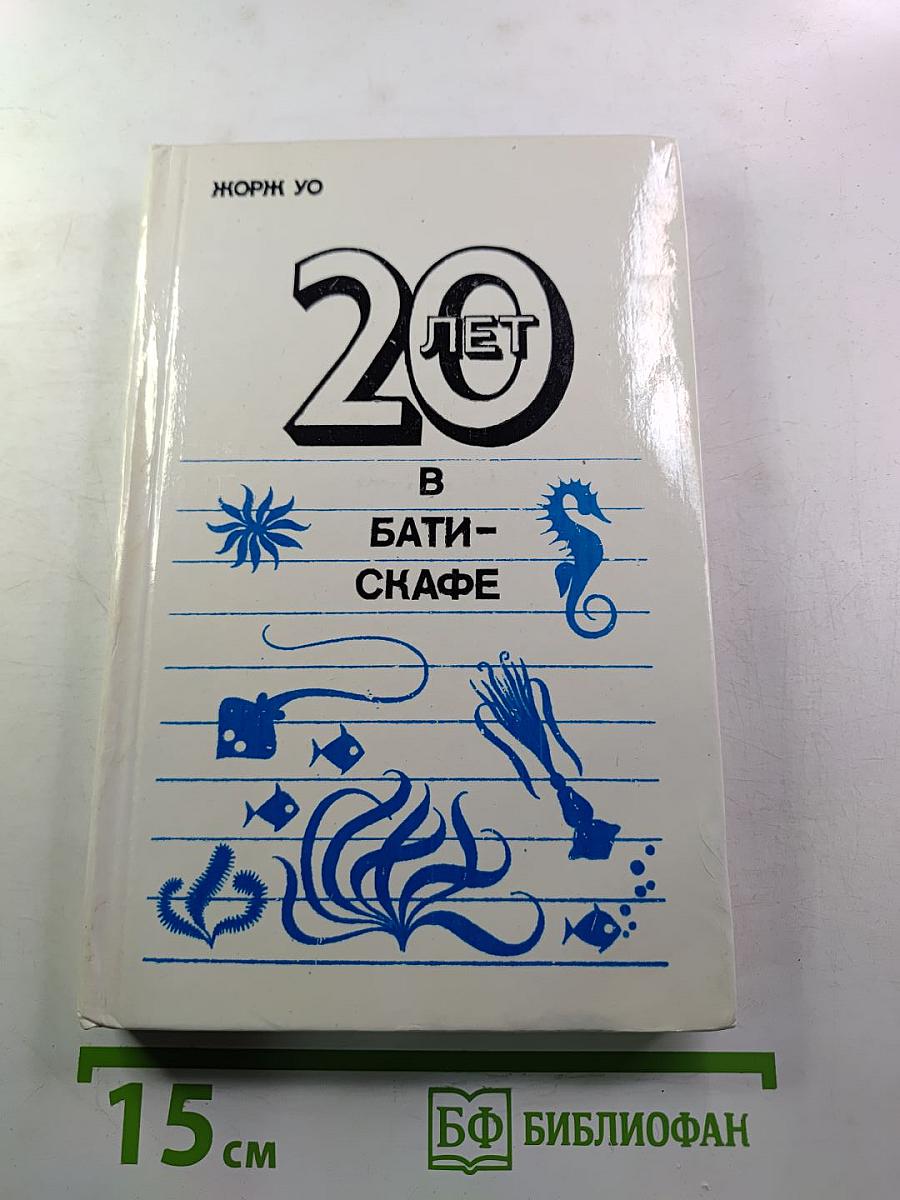 ЖОРЖ УО
20
ЛЕТ
В
БАТИ-
СКАФЕ
15 см
БФ БИБЛИОФАН